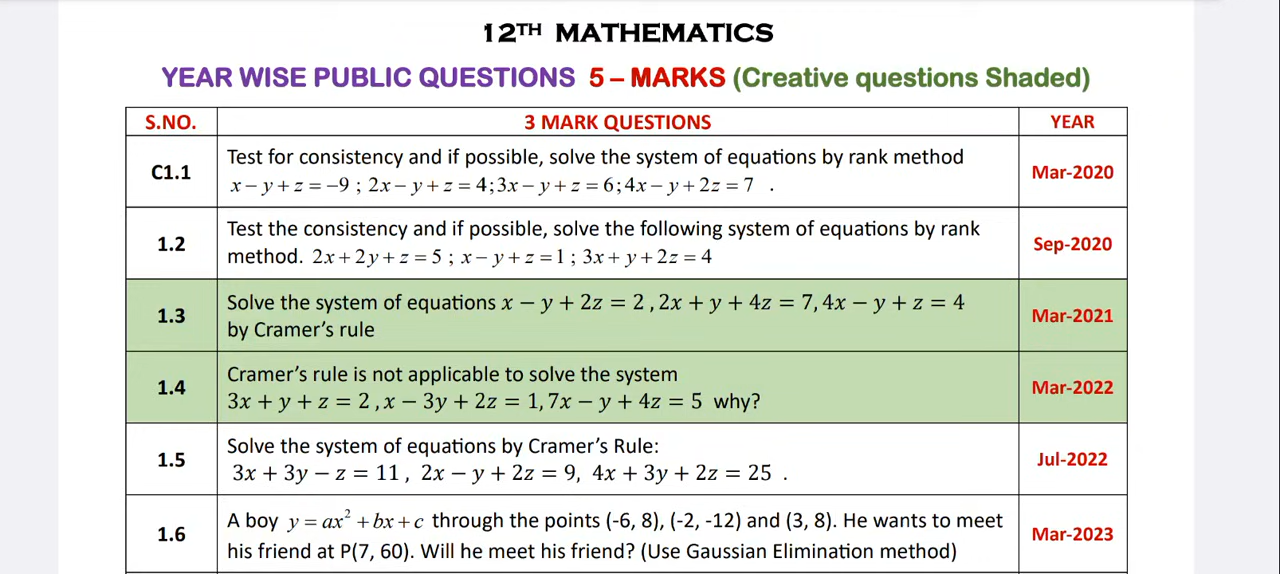 12TH MATHEMATICS
YEAR WISE PUBLIC QUESTIONS 5 – MARKS (Creative questions Shaded)
S.NO. 3 MARK QUESTIONS YEAR
C1.1 Test for consistency and if possible, solve the system of equations by rank method Mar-2020
x − y + z = −9 ; 2x − y + z = 4; 3x − y + z = 6; 4x − y + 2z = 7 .
1.2 Test the consistency and if possible, solve the following system of equations by rank Sep-2020
method. 2x + 2y + z = 5 ; x − y + z = 1 ; 3x + y + 2z = 4
1.3 Solve the system of equations x − y + 2z = 2 , 2x + y + 4z = 7, 4x − y + z = 4 Mar-2021
by Cramer’s rule
1.4 Cramer’s rule is not applicable to solve the system Mar-2022
3x + y + z = 2 , x − 3y + 2z = 1, 7x − y + 4z = 5 why?
1.5 Solve the system of equations by Cramer’s Rule: Jul-2022
3x + 3y − z = 11 , 2x − y + 2z = 9, 4x + 3y + 2z = 25 .
1.6 A boy y = ax² + bx + c through the points (-6, 8), (-2, -12) and (3, 8). He wants to meet Mar-2023
his friend at P(7, 60). Will he meet his friend? (Use Gaussian Elimination method)